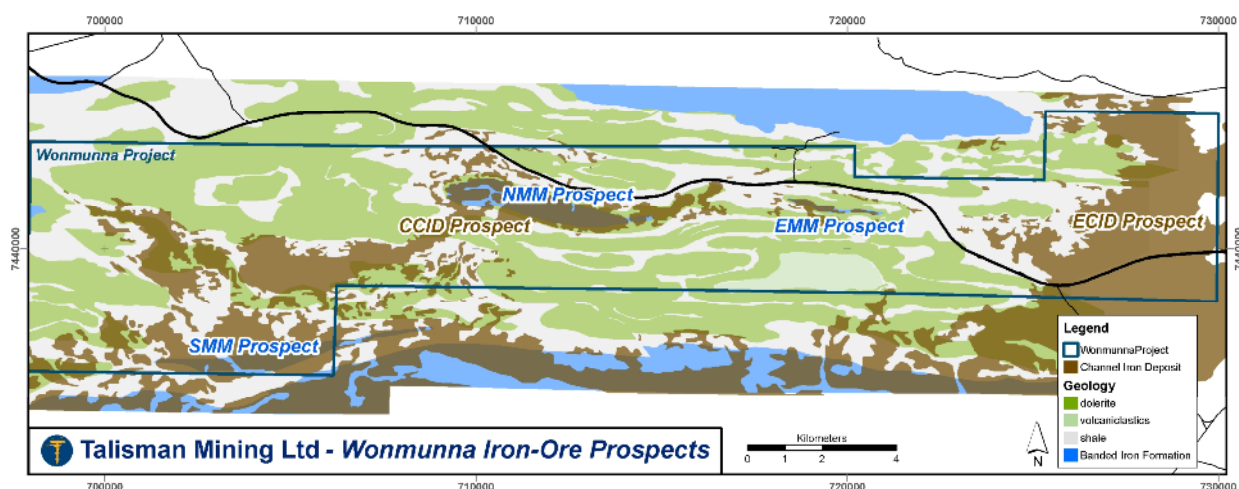 700000 710000 720000 730000
Wonmunna Project
NMM Prospect
CCID Prospect
EMM Prospect
ECID Prospect
7440000
7440000
SMM Prospect
Legend
WonmunnaProject
Channel Iron Deposit
Geology
dolerite
volcaniclastics
shale
Banded Iron Formation
Talisman Mining Ltd - Wonmunna Iron-Ore Prospects
Kilometers
0 1 2 4
N
700000 710000 720000 730000